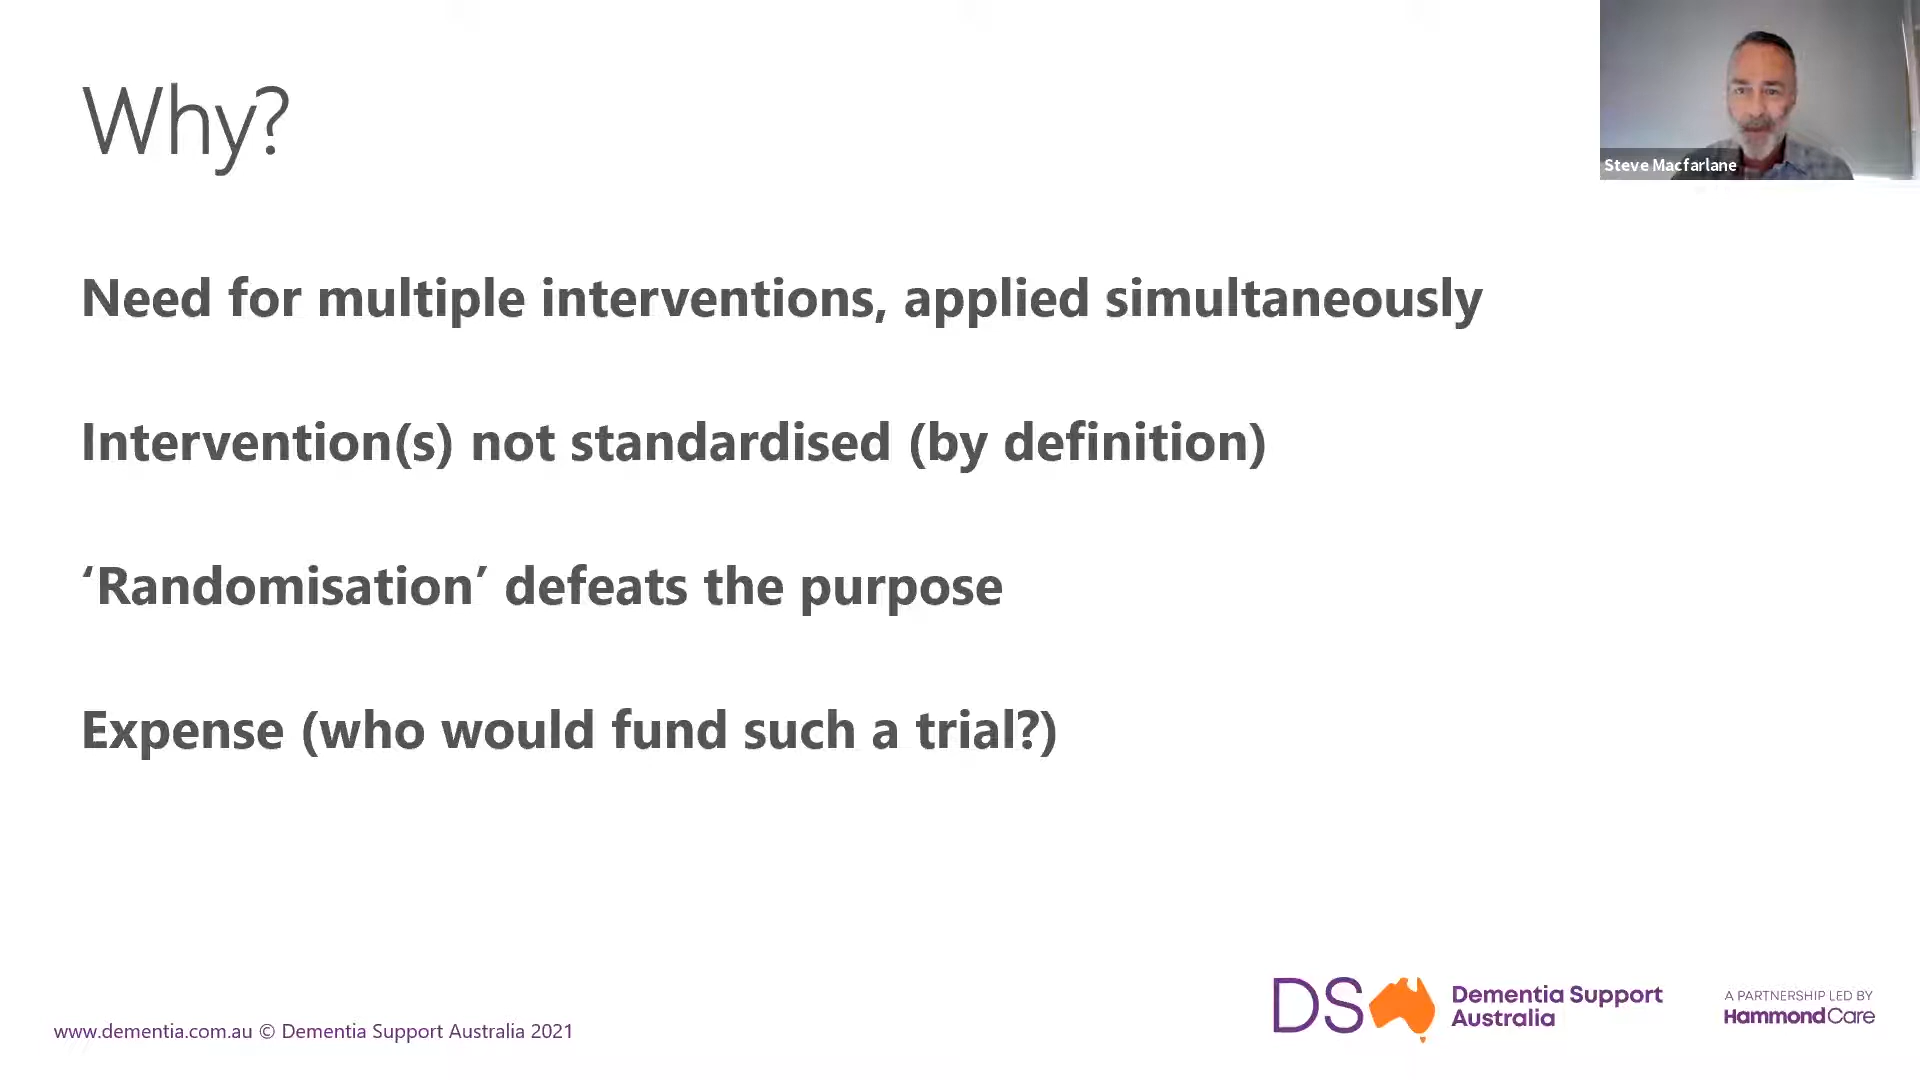 Why?
Steve Macfarlane
Need for multiple interventions, applied simultaneously
Intervention(s) not standardised (by definition)
‘Randomisation’ defeats the purpose
Expense (who would fund such a trial?)
www.dementia.com.au © Dementia Support Australia 2021
DS
Dementia Support
Australia
A PARTNERSHIP LED BY
HammondCare